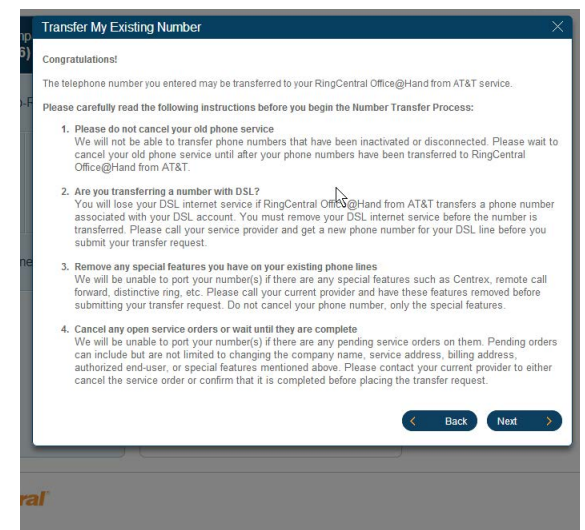 Transfer My Existing Number
Congratulations!
The telephone number you entered may be transferred to your RingCentral Office@Hand from AT&T service.
Please carefully read the following instructions before you begin the Number Transfer Process:
1. Please do not cancel your old phone service
We will not be able to transfer phone numbers that have been inactivated or disconnected. Please wait to
cancel your old phone service until after your phone numbers have been transferred to RingCentral
Office@Hand from AT&T.
2. Are you transferring a number with DSL?
You will lose your DSL internet service if RingCentral Office@Hand from AT&T transfers a phone number
associated with your DSL account. You must remove your DSL internet service before the number is
transferred. Please call your service provider and get a new phone number for your DSL line before you
submit your transfer request.
3. Remove any special features you have on your existing phone lines
We will be unable to port your number(s) if there are any special features such as Centrex, remote call
forward, distinctive ring, etc. Please call your current provider and have these features removed before
submitting your transfer request. Do not cancel your phone number, only the special features.
4. Cancel any open service orders or wait until they are complete
We will be unable to port your number(s) if there are any pending service orders on them. Pending orders
can include but are not limited to changing the company name, service address, billing address,
authorized end-user, or special features mentioned above. Please contact your current provider to either
cancel the service order or confirm that it is completed before placing the transfer request.
Back Next
ral